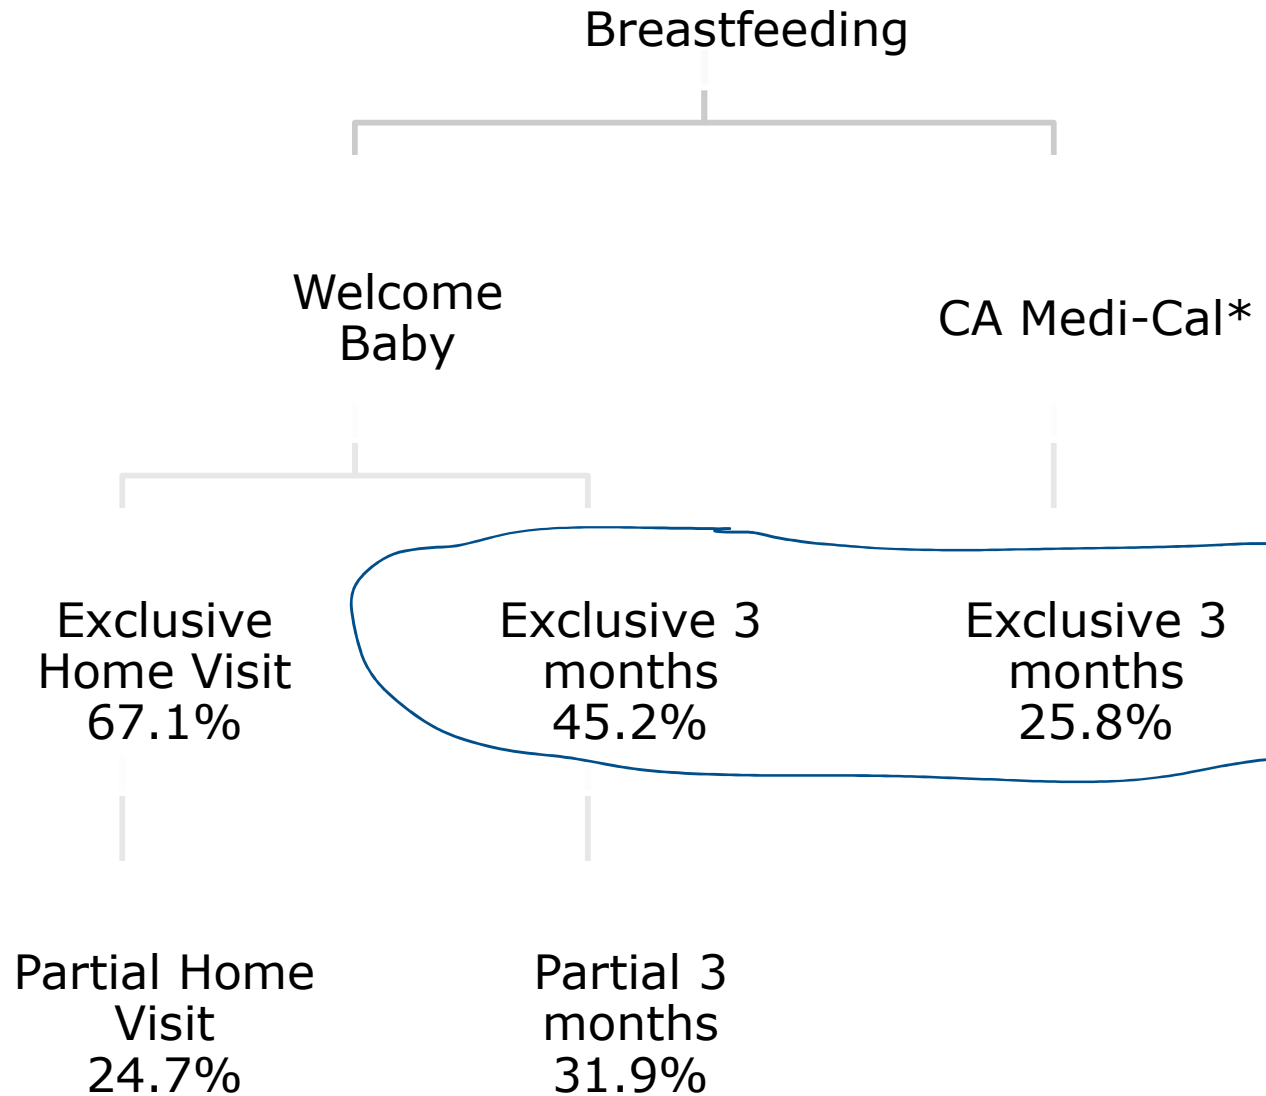 Breastfeeding
Welcome
Baby
CA Medi-Cal*
Exclusive
Home Visit
67.1%
Exclusive 3
months
45.2%
Exclusive 3
months
25.8%
Partial Home
Visit
24.7%
Partial 3
months
31.9%